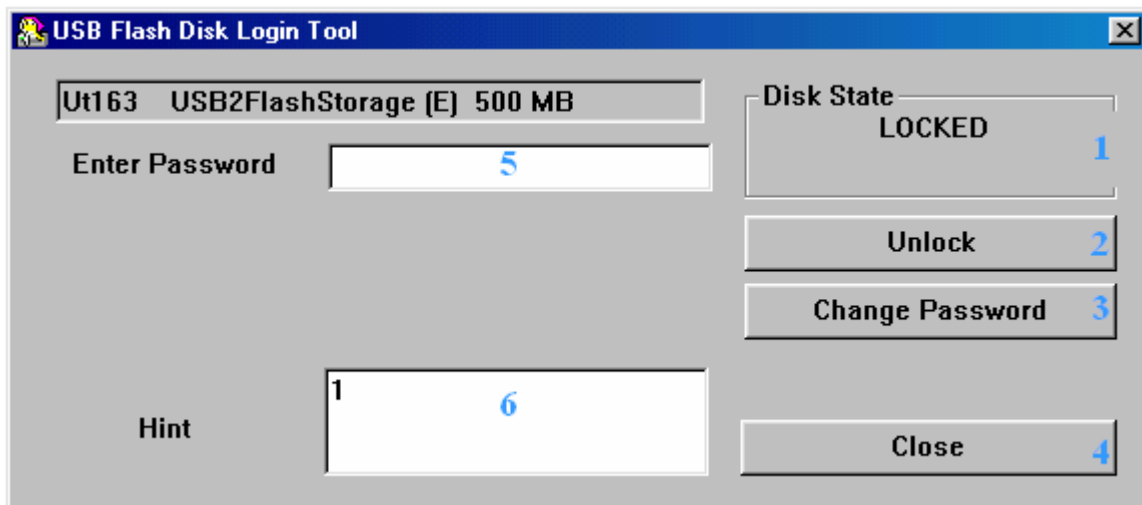 USB Flash Disk Login Tool
Ut163 USB2FlashStorage (E) 500 MB
Disk State
LOCKED
1
Enter Password
5
Unlock 2
Change Password 3
Hint
1
6
Close 4